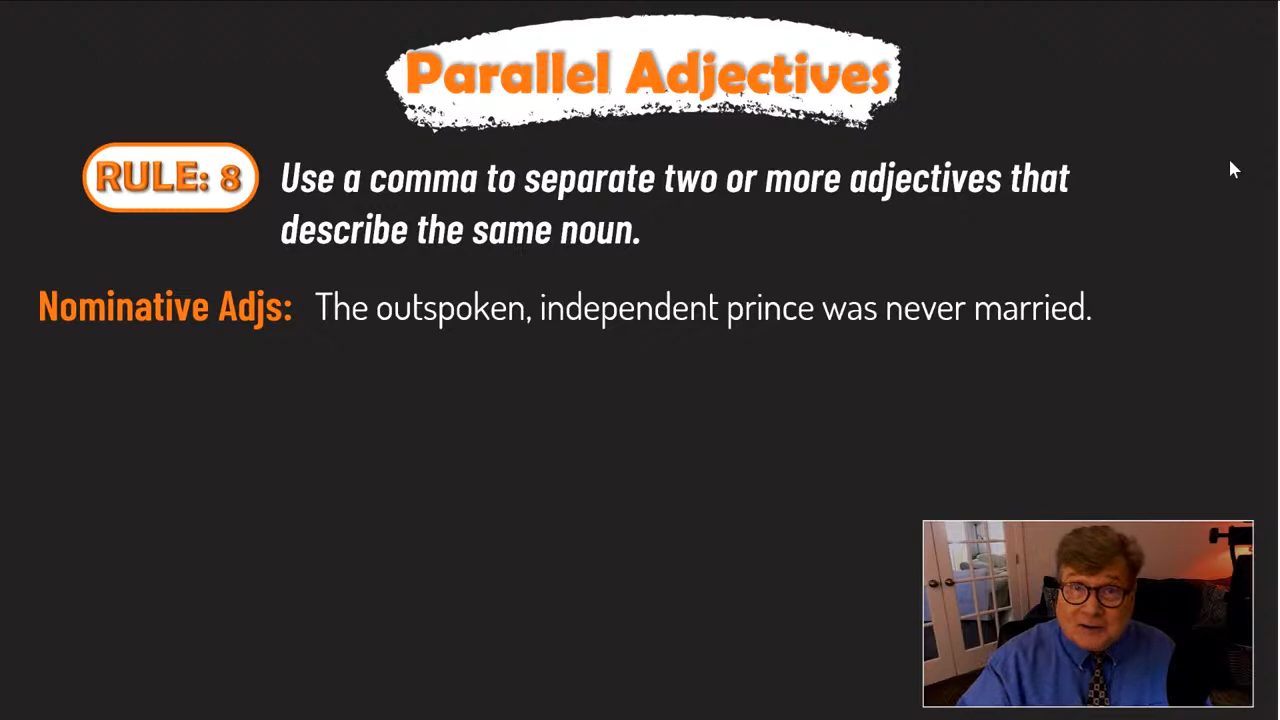 Parallel Adjectives
RULE: 8
Use a comma to separate two or more adjectives that
describe the same noun.
Nominative Adjs: The outspoken, independent prince was never married.